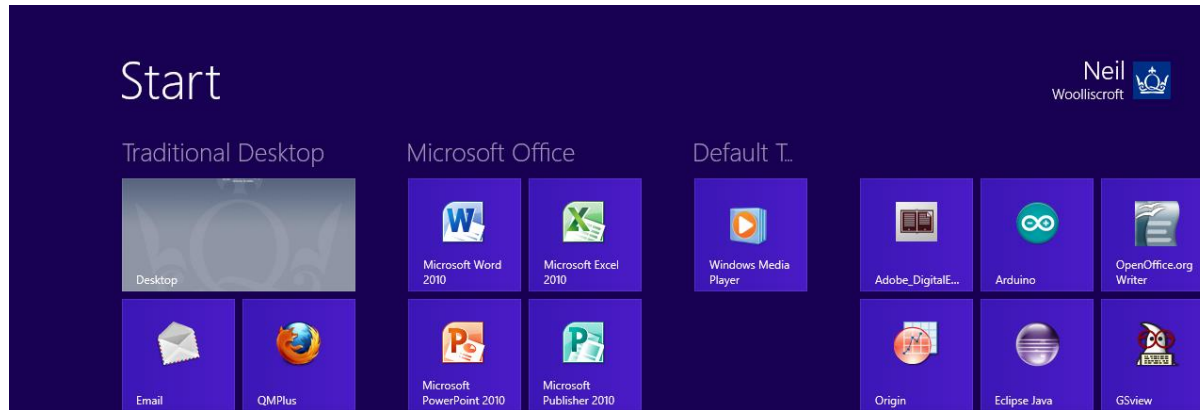 Start
Neil
Woolliscroft
Traditional Desktop
Microsoft Office
Default T...
Desktop
Microsoft Word
2010
Microsoft Excel
2010
Windows Media
Player
Adobe_DigitalE...
Arduino
OpenOffice.org
Writer
Email
QMPlus
Microsoft
PowerPoint 2010
Microsoft
Publisher 2010
Origin
Eclipse Java
GSview